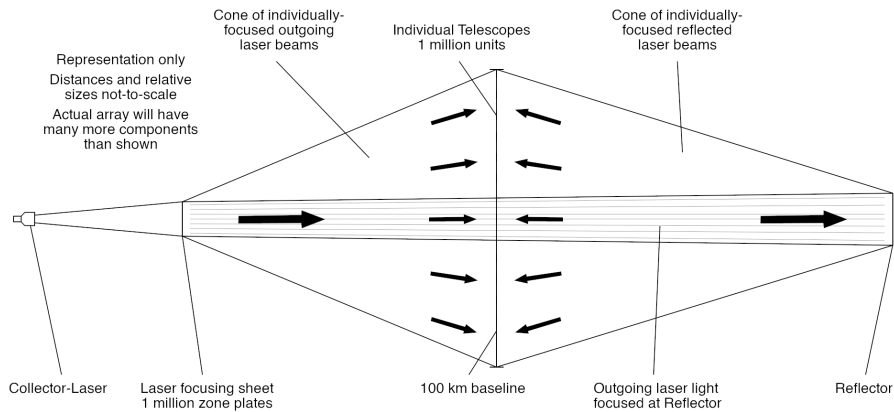 Cone of individually-
focused outgoing
laser beams
Individual Telescopes
1 million units
Cone of individually-
focused reflected
laser beams
Representation only
Distances and relative
sizes not-to-scale
Actual array will have
many more components
than shown
Collector-Laser
Laser focusing sheet
1 million zone plates
100 km baseline
Outgoing laser light
focused at Reflector
Reflector